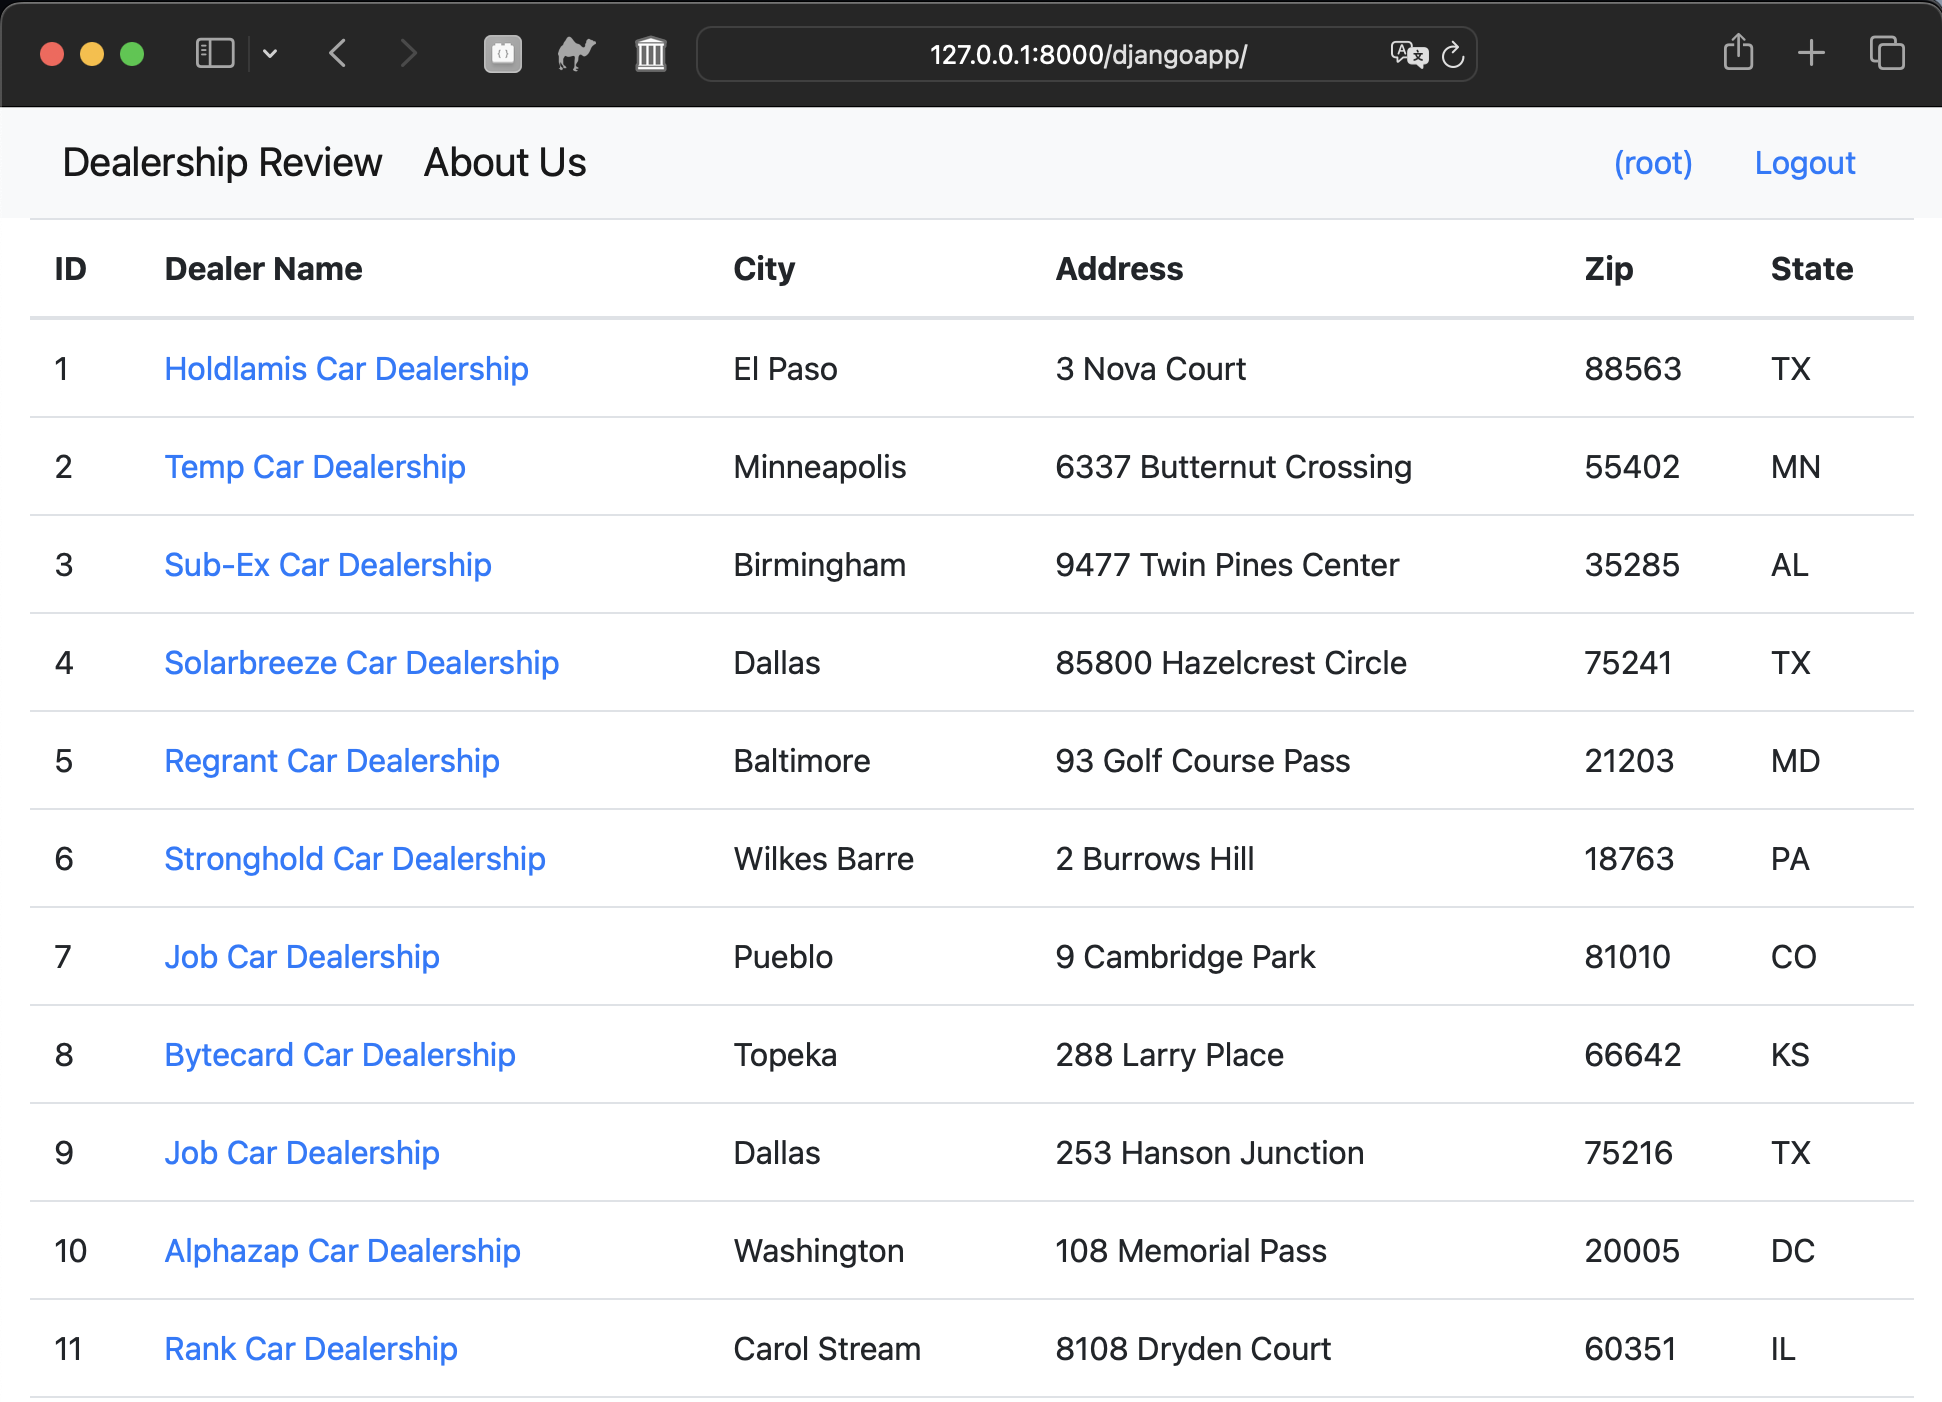 127.0.0.1:8000/djangoapp/
Dealership Review About Us (root) Logout
ID Dealer Name City Address Zip State
1 Holdlamis Car Dealership El Paso 3 Nova Court 88563 TX
2 Temp Car Dealership Minneapolis 6337 Butternut Crossing 55402 MN
3 Sub-Ex Car Dealership Birmingham 9477 Twin Pines Center 35285 AL
4 Solarbreeze Car Dealership Dallas 85800 Hazelcrest Circle 75241 TX
5 Regrant Car Dealership Baltimore 93 Golf Course Pass 21203 MD
6 Stronghold Car Dealership Wilkes Barre 2 Burrows Hill 18763 PA
7 Job Car Dealership Pueblo 9 Cambridge Park 81010 CO
8 Bytecard Car Dealership Topeka 288 Larry Place 66642 KS
9 Job Car Dealership Dallas 253 Hanson Junction 75216 TX
10 Alphazap Car Dealership Washington 108 Memorial Pass 20005 DC
11 Rank Car Dealership Carol Stream 8108 Dryden Court 60351 IL